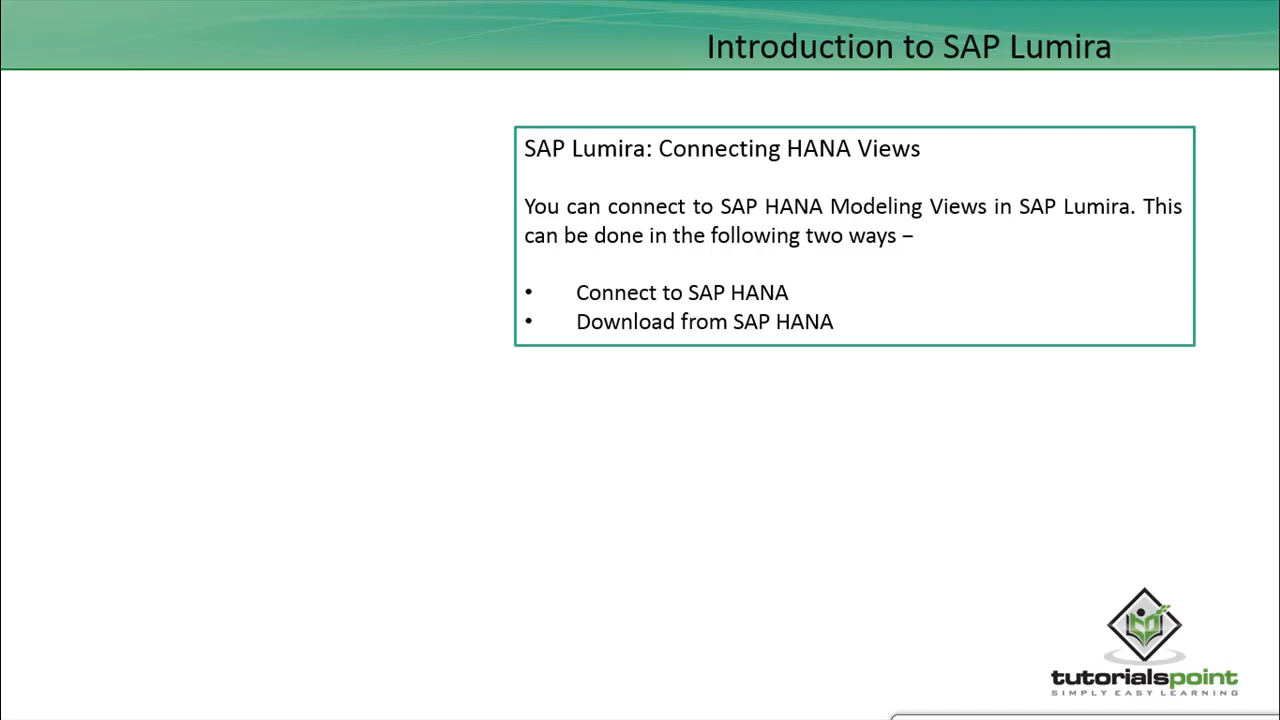 Introduction to SAP Lumira
SAP Lumira: Connecting HANA Views
You can connect to SAP HANA Modeling Views in SAP Lumira. This
can be done in the following two ways –
• Connect to SAP HANA
• Download from SAP HANA
tutorialspoint
SIMPLY EASY LEARNING